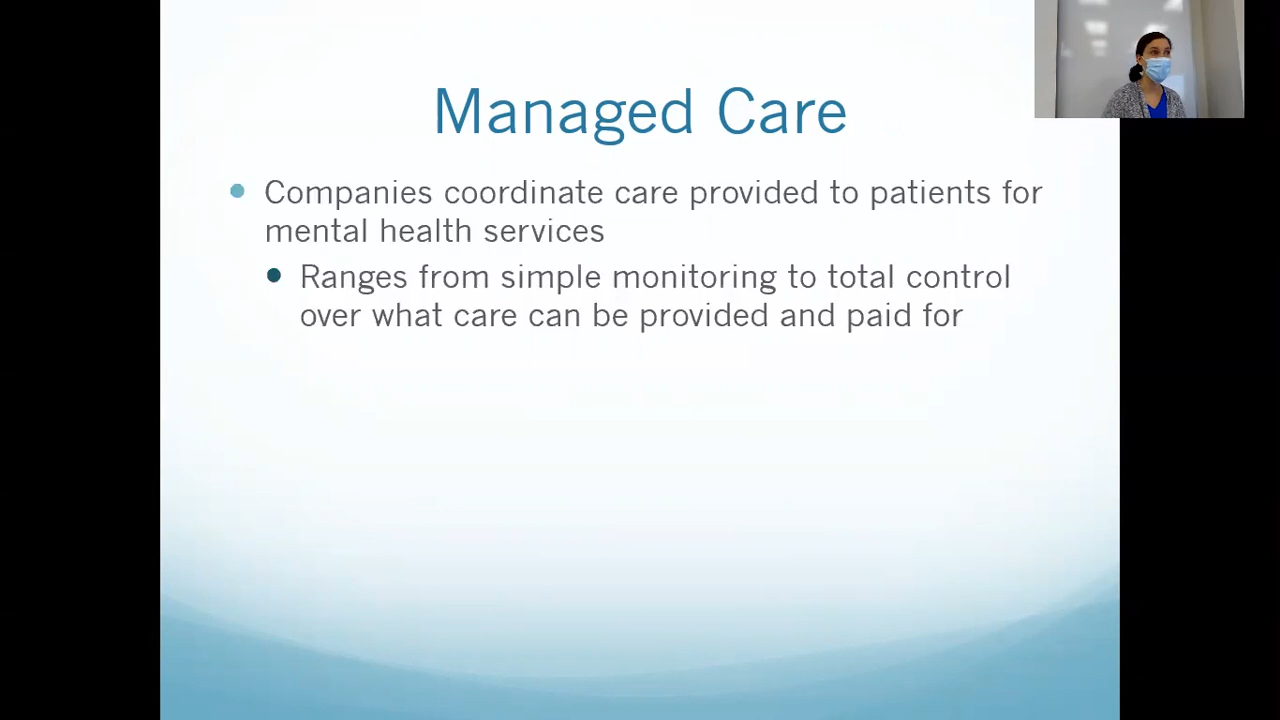 Managed Care
Companies coordinate care provided to patients for
mental health services
Ranges from simple monitoring to total control
over what care can be provided and paid for